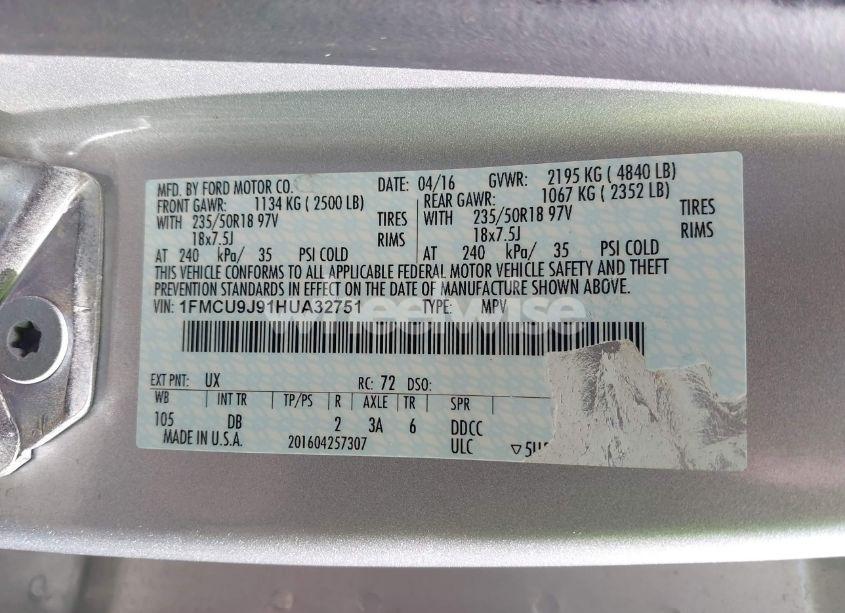 MFD. BY FORD MOTOR CO. DATE: 04/16 GVWR: 2195 KG ( 4840 LB)
FRONT GAWR: 1134 KG ( 2500 LB) REAR GAWR: 1067 KG ( 2352 LB)
WITH 235/50R18 97V TIRES WITH 235/50R18 97V TIRES
18x7.5J RIMS 18x7.5J RIMS
AT 240 kPa/ 35 PSI COLD AT 240 kPa/ 35 PSI COLD
THIS VEHICLE CONFORMS TO ALL APPLICABLE FEDERAL MOTOR VEHICLE SAFETY AND THEFT
PREVENTION STANDARDS IN EFFECT ON THE DATE OF MANUFACTURE SHOWN ABOVE.
VIN: 1FMCU9J91HUA32751 TYPE: MPV
wheelwise
EXT PNT: UX RC: 72 DSO:
WB INT TR TP/PS R AXLE TR SPR
105 DB 2 3A 6 DDCC
MADE IN U.S.A. 201604257307 ULC